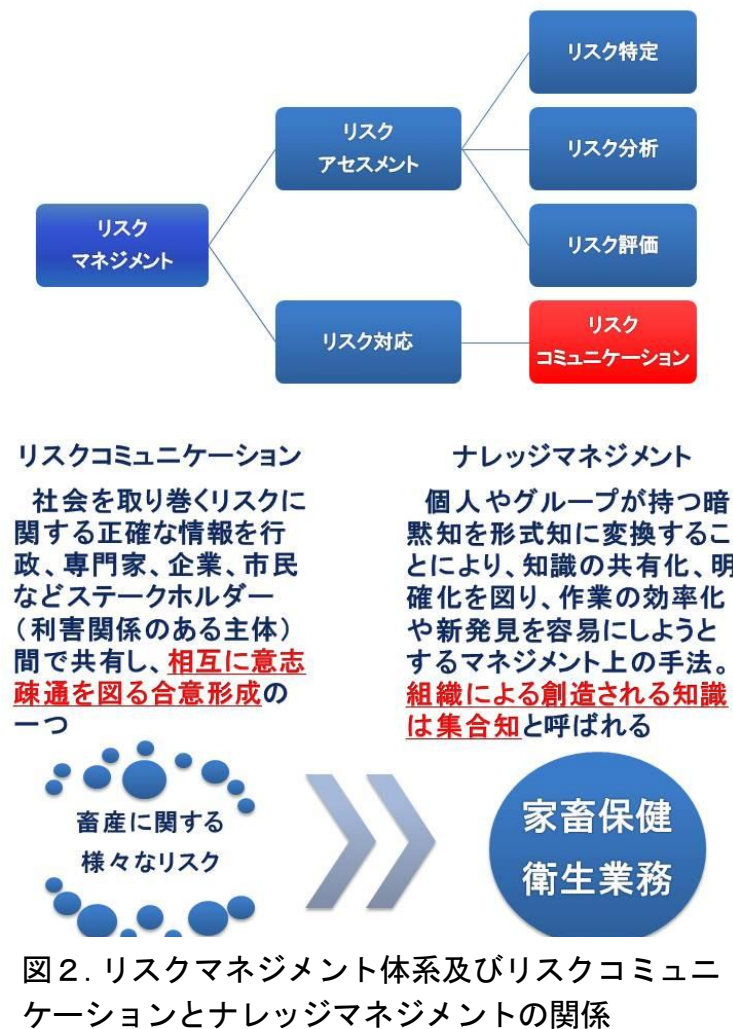 リスク特定
リスク
アセスメント
リスク分析
リスク
マネジメント
リスク評価
リスク対応
リスク
コミュニケーション
リスクコミュニケーション
社会を取り巻くリスクに
関する正確な情報を行
政、専門家、企業、市民
などステークホルダー
（利害関係のある主体）
間で共有し、相互に意志
疎通を図る合意形成の
一つ
ナレッジマネジメント
個人やグループが持つ暗
黙知を形式知に変換するこ
とにより、知識の共有化、明
確化を図り、作業の効率化
や新発見を容易にしようと
するマネジメント上の手法。
組織による創造される知識
は集合知と呼ばれる
畜産に関する
様々なリスク
家畜保健
衛生業務
図２．リスクマネジメント体系及びリスクコミュニ
ケーションとナレッジマネジメントの関係